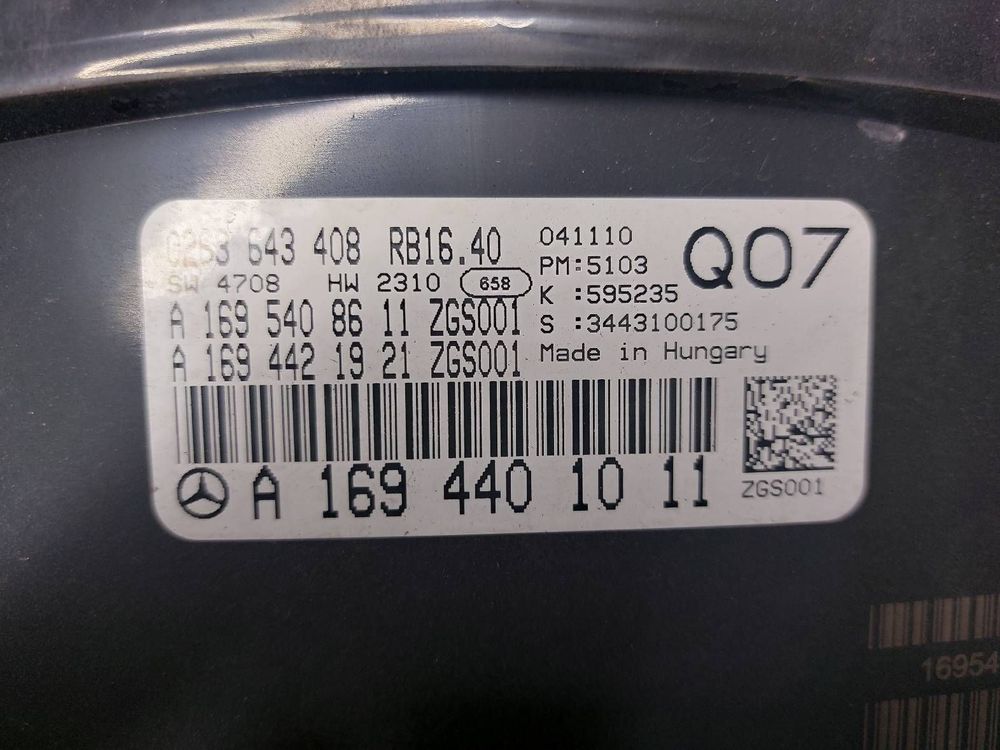 0263 643 408 RB16.40
SW 4708 HW 2310 658
A 169 540 86 11 ZGS001
A 169 442 19 21 ZGS001
041110
PM:5103
K :595235
S :3443100175
Made in Hungary
Q07
A 169 440 10 11
ZGS001
16954